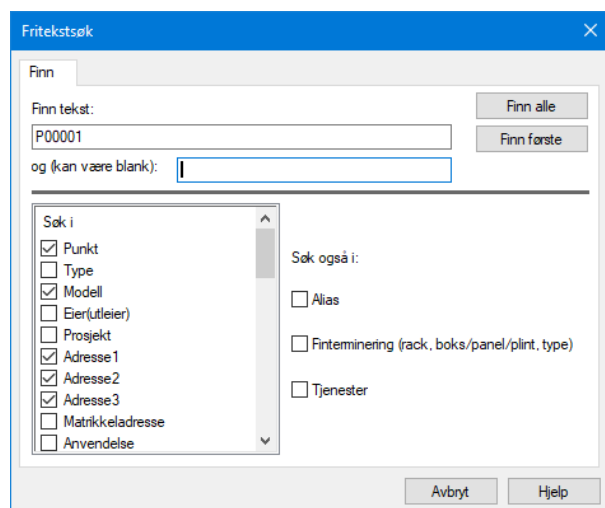 Fritekstsøk
Finn
Finn tekst:
Finn alle
P00001
Finn første
og (kan være blank):
Søk i
Punkt
Type
Modell
Eier(utleier)
Prosjekt
Adresse1
Adresse2
Adresse3
Matrikkeladresse
Anvendelse
Søk også i:
Alias
Finterminering (rack, boks/panel/plint, type)
Tjenester
Avbryt
Hjelp